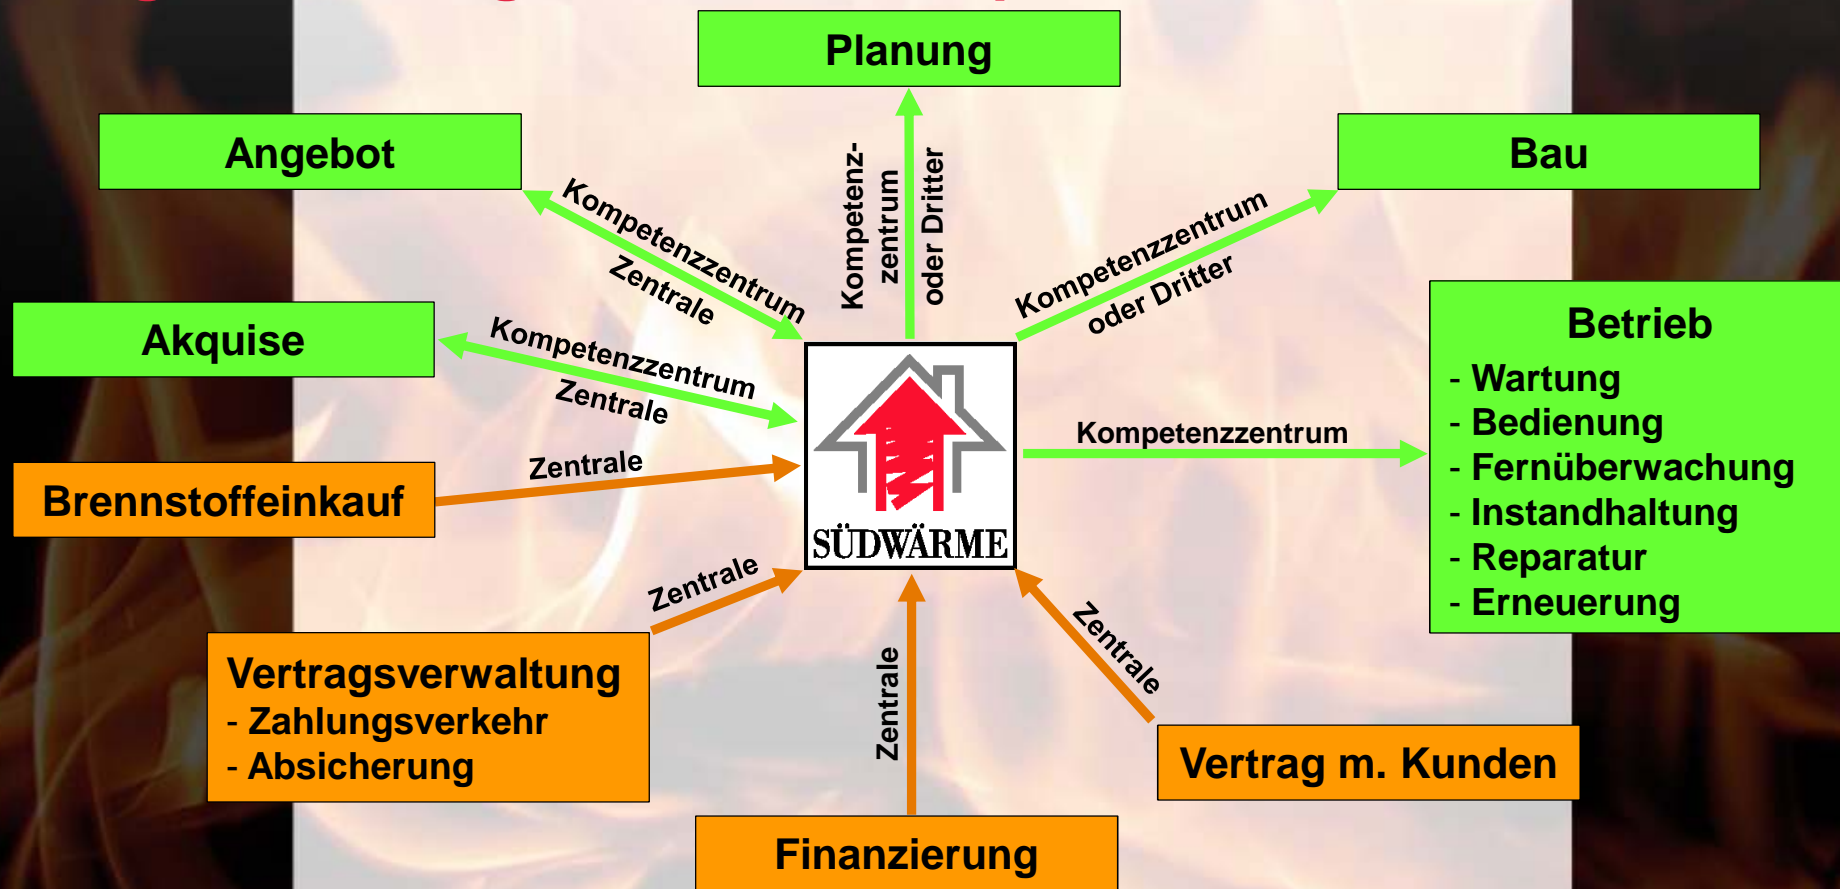 Planung
Angebot
Bau
Kompetenz-
zentrum
oder Dritter
Kompetenzzentrum
Zentrale
Kompetenzzentrum
oder Dritter
Akquise
Kompetenzzentrum
Zentrale
Betrieb
- Wartung
- Bedienung
- Fernüberwachung
- Instandhaltung
- Reparatur
- Erneuerung
Kompetenzzentrum
Brennstoffeinkauf
Zentrale
SÜDWÄRME
Zentrale
Vertragsverwaltung
- Zahlungsverkehr
- Absicherung
Zentrale
Zentrale
Vertrag m. Kunden
Finanzierung